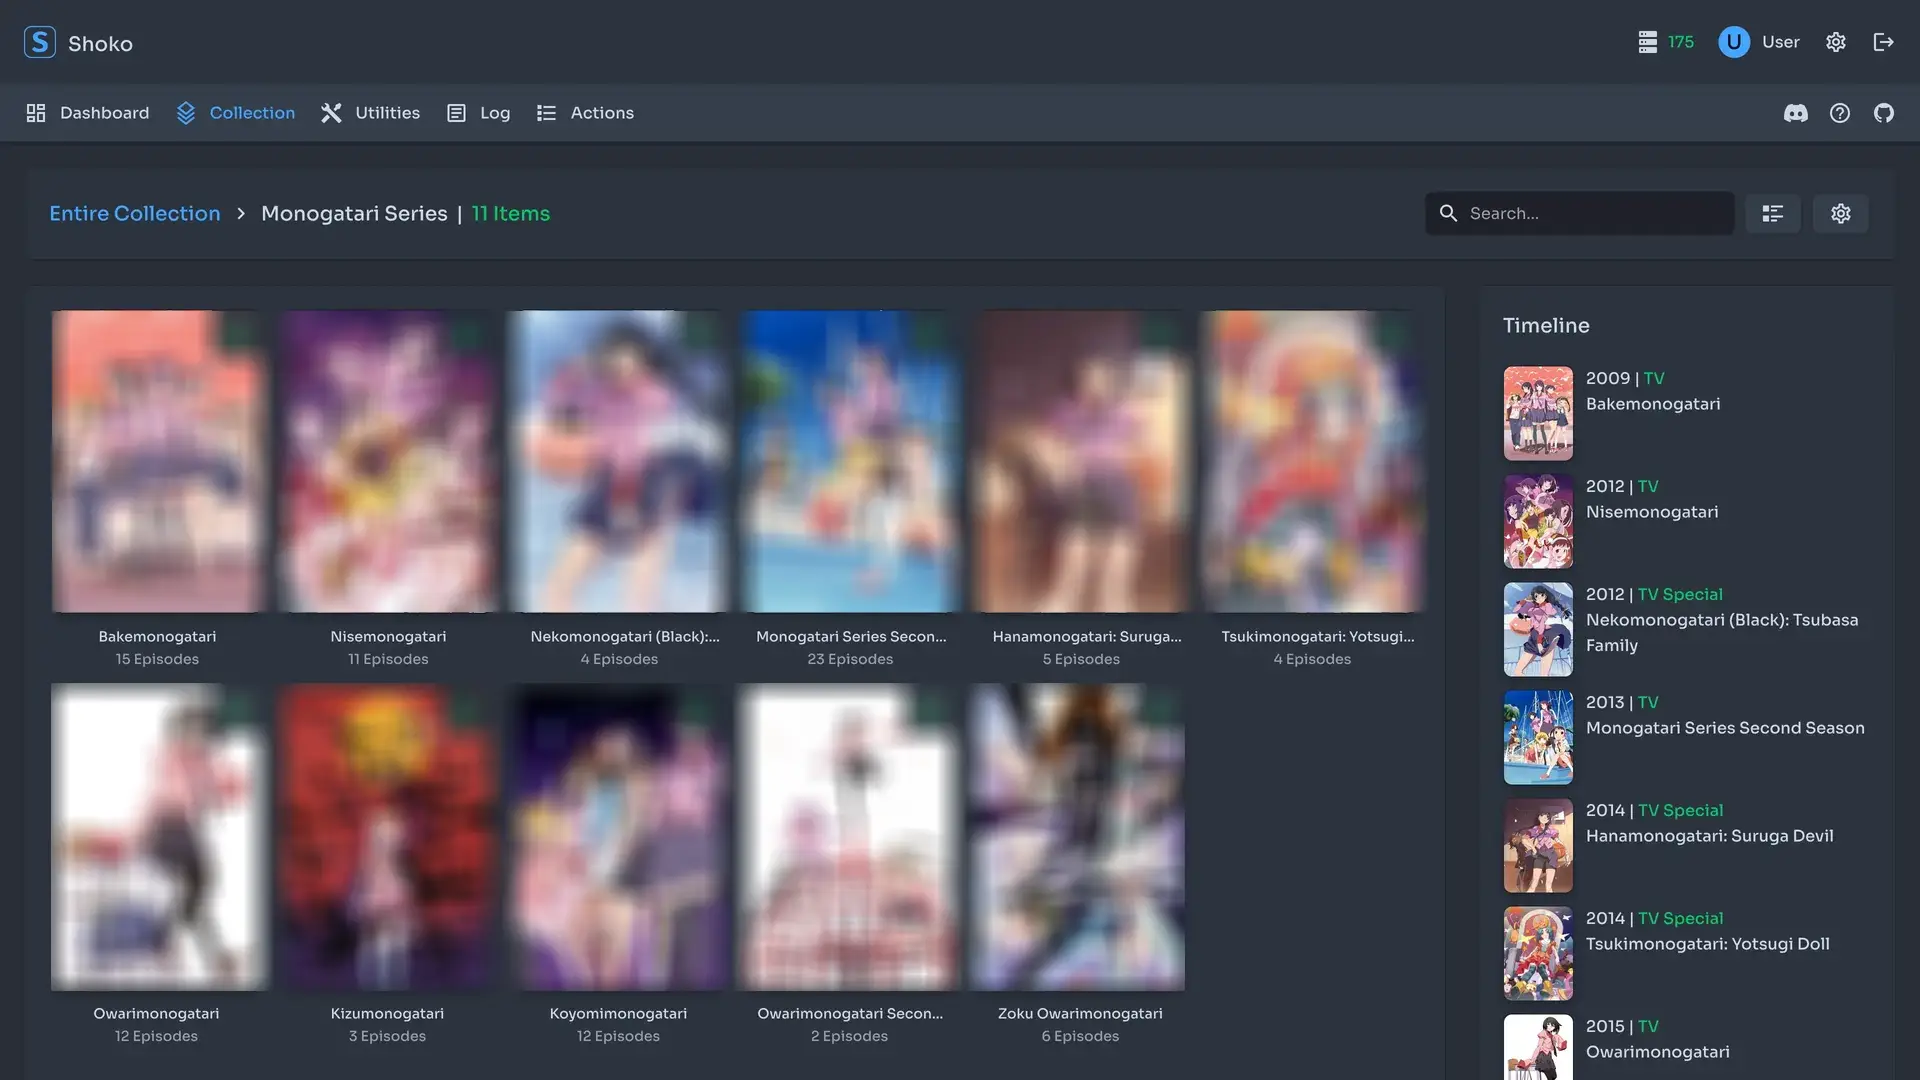 S Shoko
175
U User
Dashboard Collection Utilities Log Actions
Entire Collection > Monogatari Series | 11 Items
Search...
Bakemonogatari
15 Episodes
Nisemonogatari
11 Episodes
Nekomonogatari (Black):...
4 Episodes
Monogatari Series Secon...
23 Episodes
Hanamonogatari: Suruga...
5 Episodes
Tsukimonogatari: Yotsugi...
4 Episodes
Owarimonogatari
12 Episodes
Kizumonogatari
3 Episodes
Koyomimonogatari
12 Episodes
Owarimonogatari Secon...
2 Episodes
Zoku Owarimonogatari
6 Episodes
Timeline
2009 | TV
Bakemonogatari
2012 | TV
Nisemonogatari
2012 | TV Special
Nekomonogatari (Black): Tsubasa
Family
2013 | TV
Monogatari Series Second Season
2014 | TV Special
Hanamonogatari: Suruga Devil
2014 | TV Special
Tsukimonogatari: Yotsugi Doll
2015 | TV
Owarimonogatari